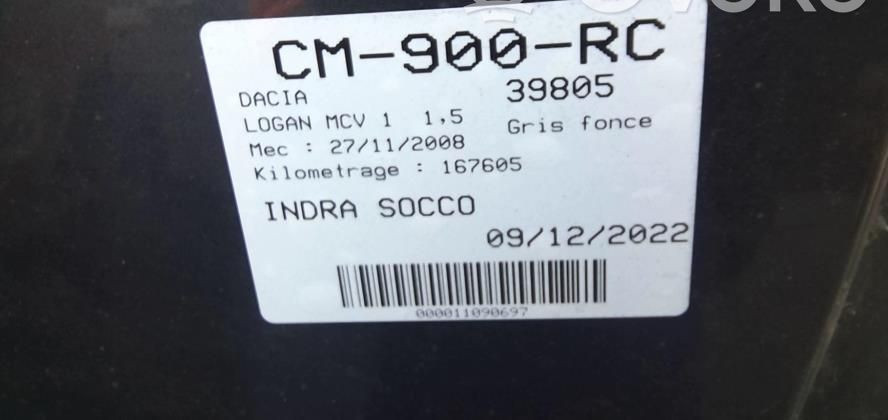 CM-900-RC
DACIA 39805
LOGAN MCV 1 1,5 Gris fonce
Mec : 27/11/2008
Kilometrage : 167605
INDRA SOCCO
09/12/2022
000011090697